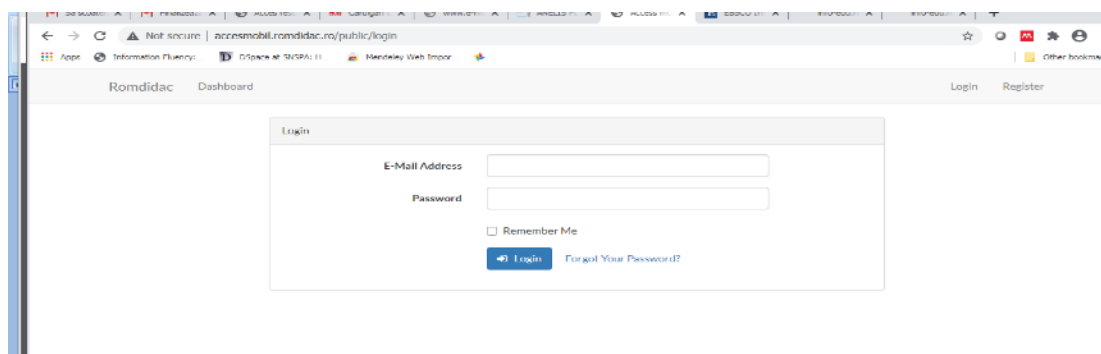 Not secure | accesmobil.romdidac.ro/public/login
Apps Information Fluency: ... DSpace at SNSPA: H... Mendeley Web Impor
Other bookma
Romdidac Dashboard Login Register
Login
E-Mail Address
Password
Remember Me
Login Forgot Your Password?